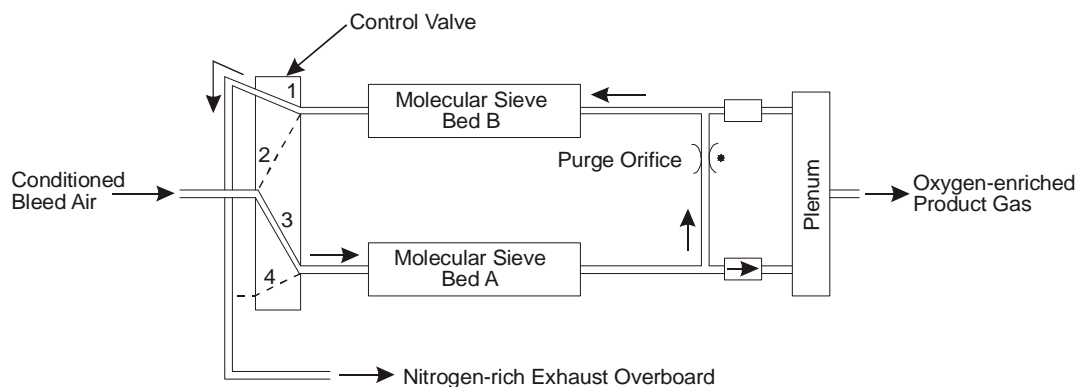 Control Valve
1
Molecular Sieve
Bed B
2
Purge Orifice
Conditioned
Bleed Air
Plenum
Oxygen-enriched
Product Gas
3
Molecular Sieve
Bed A
4
Nitrogen-rich Exhaust Overboard